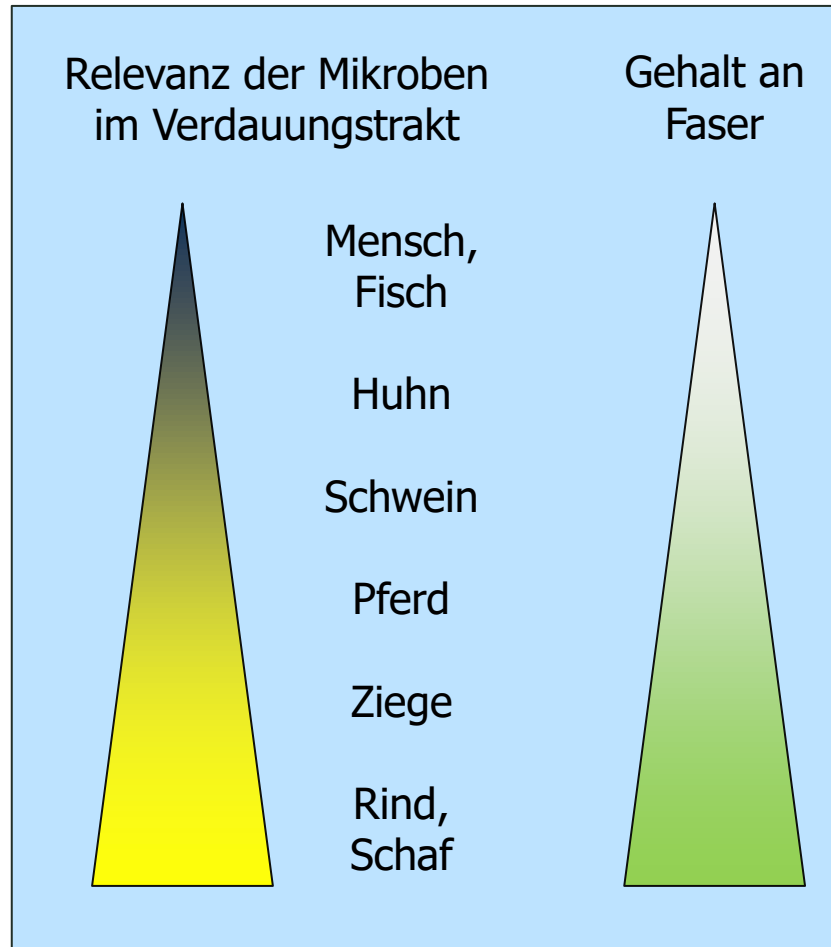 Relevanz der Mikroben
im Verdauungstrakt
Gehalt an
Faser
Mensch,
Fisch
Huhn
Schwein
Pferd
Ziege
Rind,
Schaf